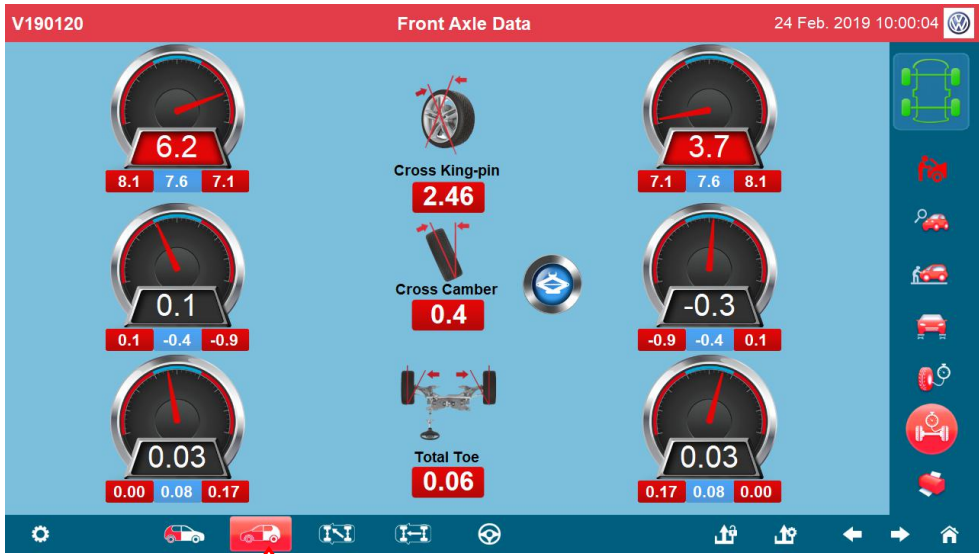 V190120 Front Axle Data 24 Feb. 2019 10:00:04
6.2
8.1 7.6 7.1
Cross King-pin
2.46
3.7
7.1 7.6 8.1
0.1
0.1 -0.4 -0.9
Cross Camber
0.4
-0.3
-0.9 -0.4 0.1
0.03
0.00 0.08 0.17
Total Toe
0.06
0.03
0.17 0.08 0.00